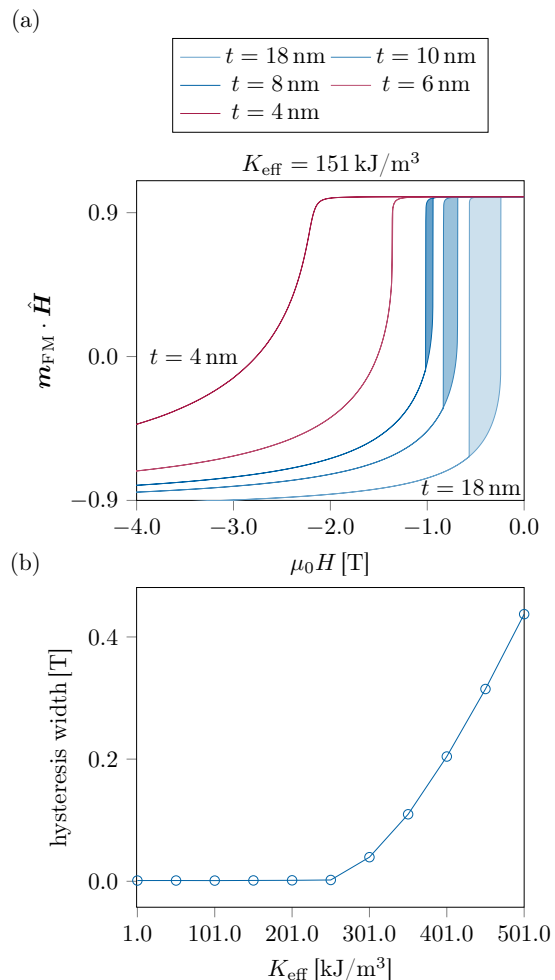 (a)
t = 18 nm t = 10 nm
t = 8 nm t = 6 nm
t = 4 nm
K_eff = 151 kJ/m³
0.9
0.0
−0.9
m_FM · Ĥ
t = 4 nm
t = 18 nm
−4.0 −3.0 −2.0 −1.0 0.0
μ₀H [T]
(b)
0.4
0.2
0.0
hysteresis width [T]
1.0 101.0 201.0 301.0 401.0 501.0
K_eff [kJ/m³]